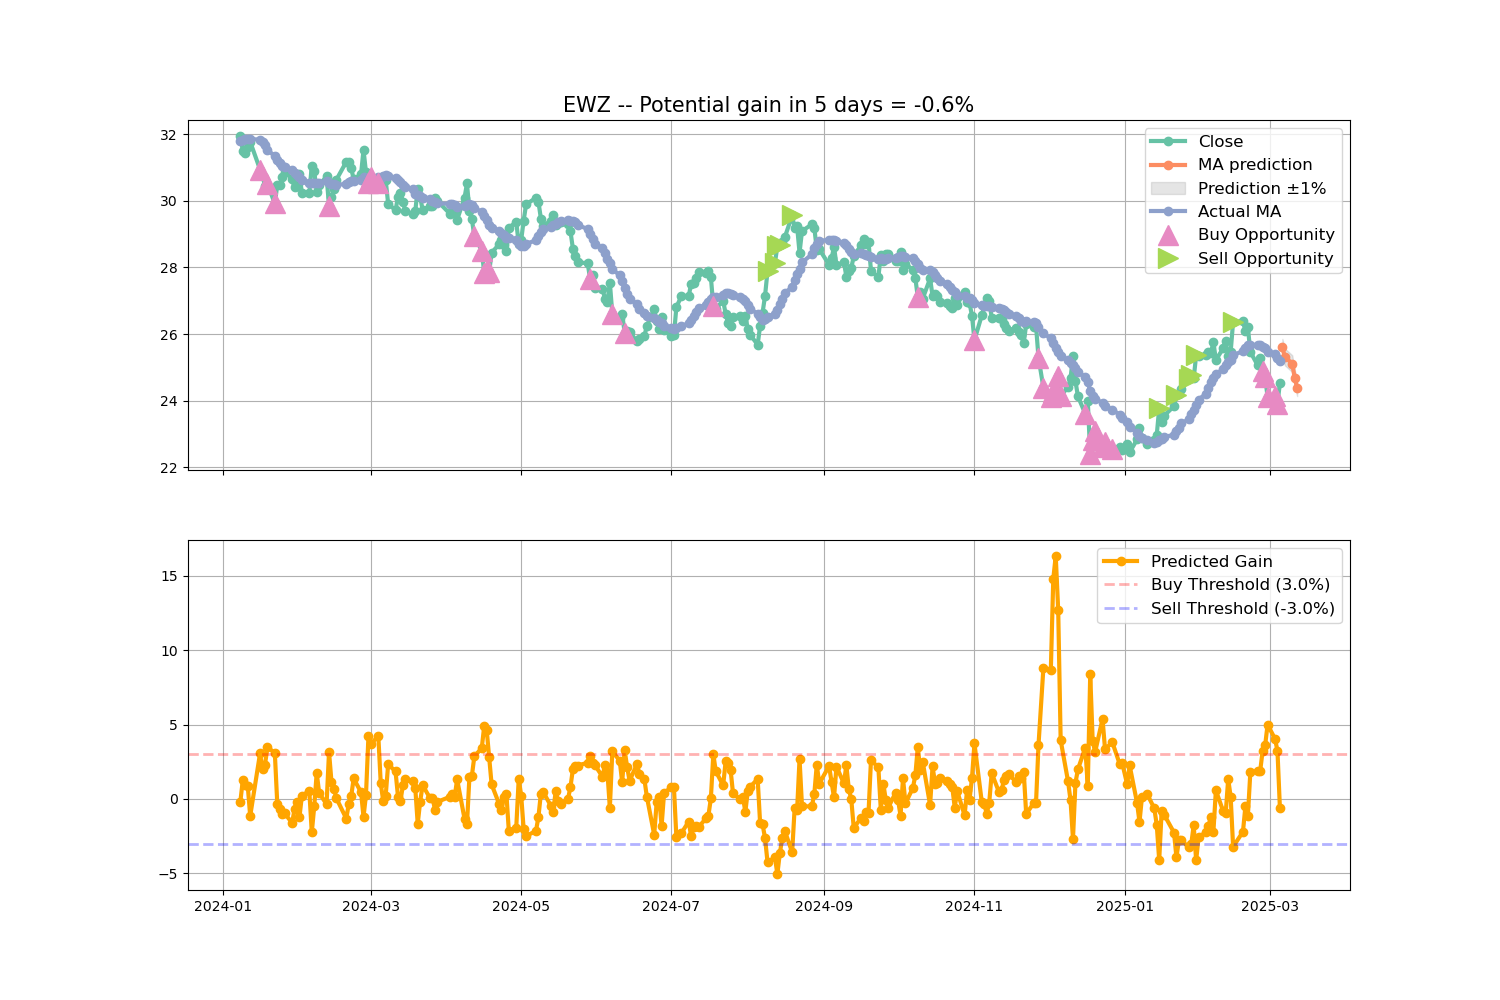 EWZ -- Potential gain in 5 days = -0.6%
32
30
28
26
24
22
Close
MA prediction
Prediction ±1%
Actual MA
Buy Opportunity
Sell Opportunity
15
10
5
0
−5
Predicted Gain
Buy Threshold (3.0%)
Sell Threshold (-3.0%)
2024-01 2024-03 2024-05 2024-07 2024-09 2024-11 2025-01 2025-03